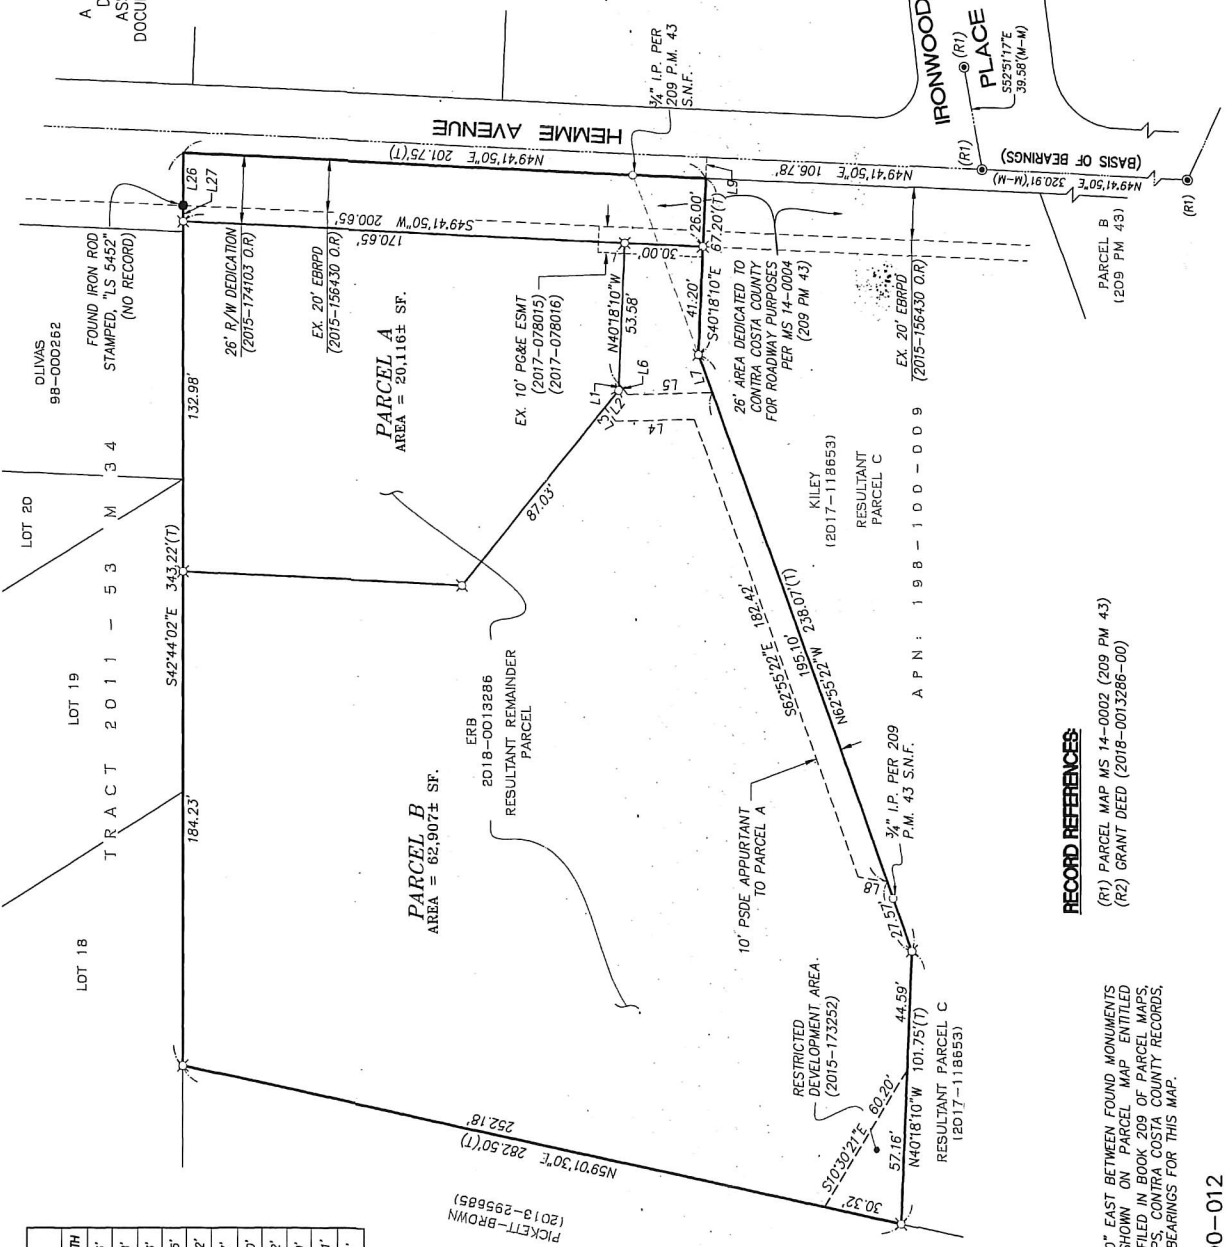 A
D
AS
DOCU
OLIVAS
98-000262
FOUND IRON ROD
STAMPED, "LS 5452"
(NO RECORD)
LOT 20
LOT 19
LOT 18
TRACT 2011 - 53 M 34
L26
L27
132.98'
S42°44'02"E 343.22'(T)
184.23'
HEMME AVENUE
N49°41'50"E 201.75'(T)
S49°41'50"W 200.65'
170.65'
26' R/W DEDICATION
(2015-174103 O.R)
EX. 20' EBRPD
(2015-156430 O.R)
PARCEL A
AREA = 20,116± SF.
EX. 10' PG&E ESMT
(2017-078015)
(2017-078016)
N40°18'10"W
53.58'
30.00'
L1
L2
L3
L4
L5
L6
L7
L8
L9
87.03'
3/4" I.P. PER
209 P.M. 43
S.N.F.
26.00'
67.20'(T)
41.20'
S40°18'10"E
26' AREA DEDICATED TO
CONTRA COSTA COUNTY
FOR ROADWAY PURPOSES
PER MS 14-0004
(209 PM 43)
IRONWOOD
PLACE
(R1)
S52°51'17"E
39.58'(M-M)
(R1)
N49°41'50"E 106.78'
N49°41'50"E 320.91'(M-M)
(BASIS OF BEARINGS)
(R1)
PARCEL B
(209 PM 43)
EX. 20' EBRPD
(2015-156430 O.R)
KILEY
(2017-118653)
RESULTANT
PARCEL C
APN: 198-100-009
ERB
2018-0013286
RESULTANT REMAINDER
PARCEL
PARCEL B
AREA = 62,907± SF.
S62°55'22"E 182.42'
195.10'
238.07'(T)
N62°55'22"W
10' PSDE APPURTANT
TO PARCEL A
3/4" I.P. PER 209
P.M. 43 S.N.F.
27.57'
RESTRICTED
DEVELOPMENT AREA.
(2015-173252)
44.59'
N40°18'10"W 101.75'(T)
57.16'
S10°30'21"E 60.20'
RESULTANT PARCEL C
(2017-118653)
30.32'
252.18'
N59°01'30"E 282.50'(T)
PICKETT-BROWN
(2013-295685)
RECORD REFERENCES:
(R1) PARCEL MAP MS 14-0002 (209 PM 43)
(R2) GRANT DEED (2018-0013286-00)
0" EAST BETWEEN FOUND MONUMENTS
SHOWN ON PARCEL MAP ENTITLED
FILED IN BOOK 209 OF PARCEL MAPS,
PS, CONTRA COSTA COUNTY RECORDS,
BEARINGS FOR THIS MAP.
00-012
TH